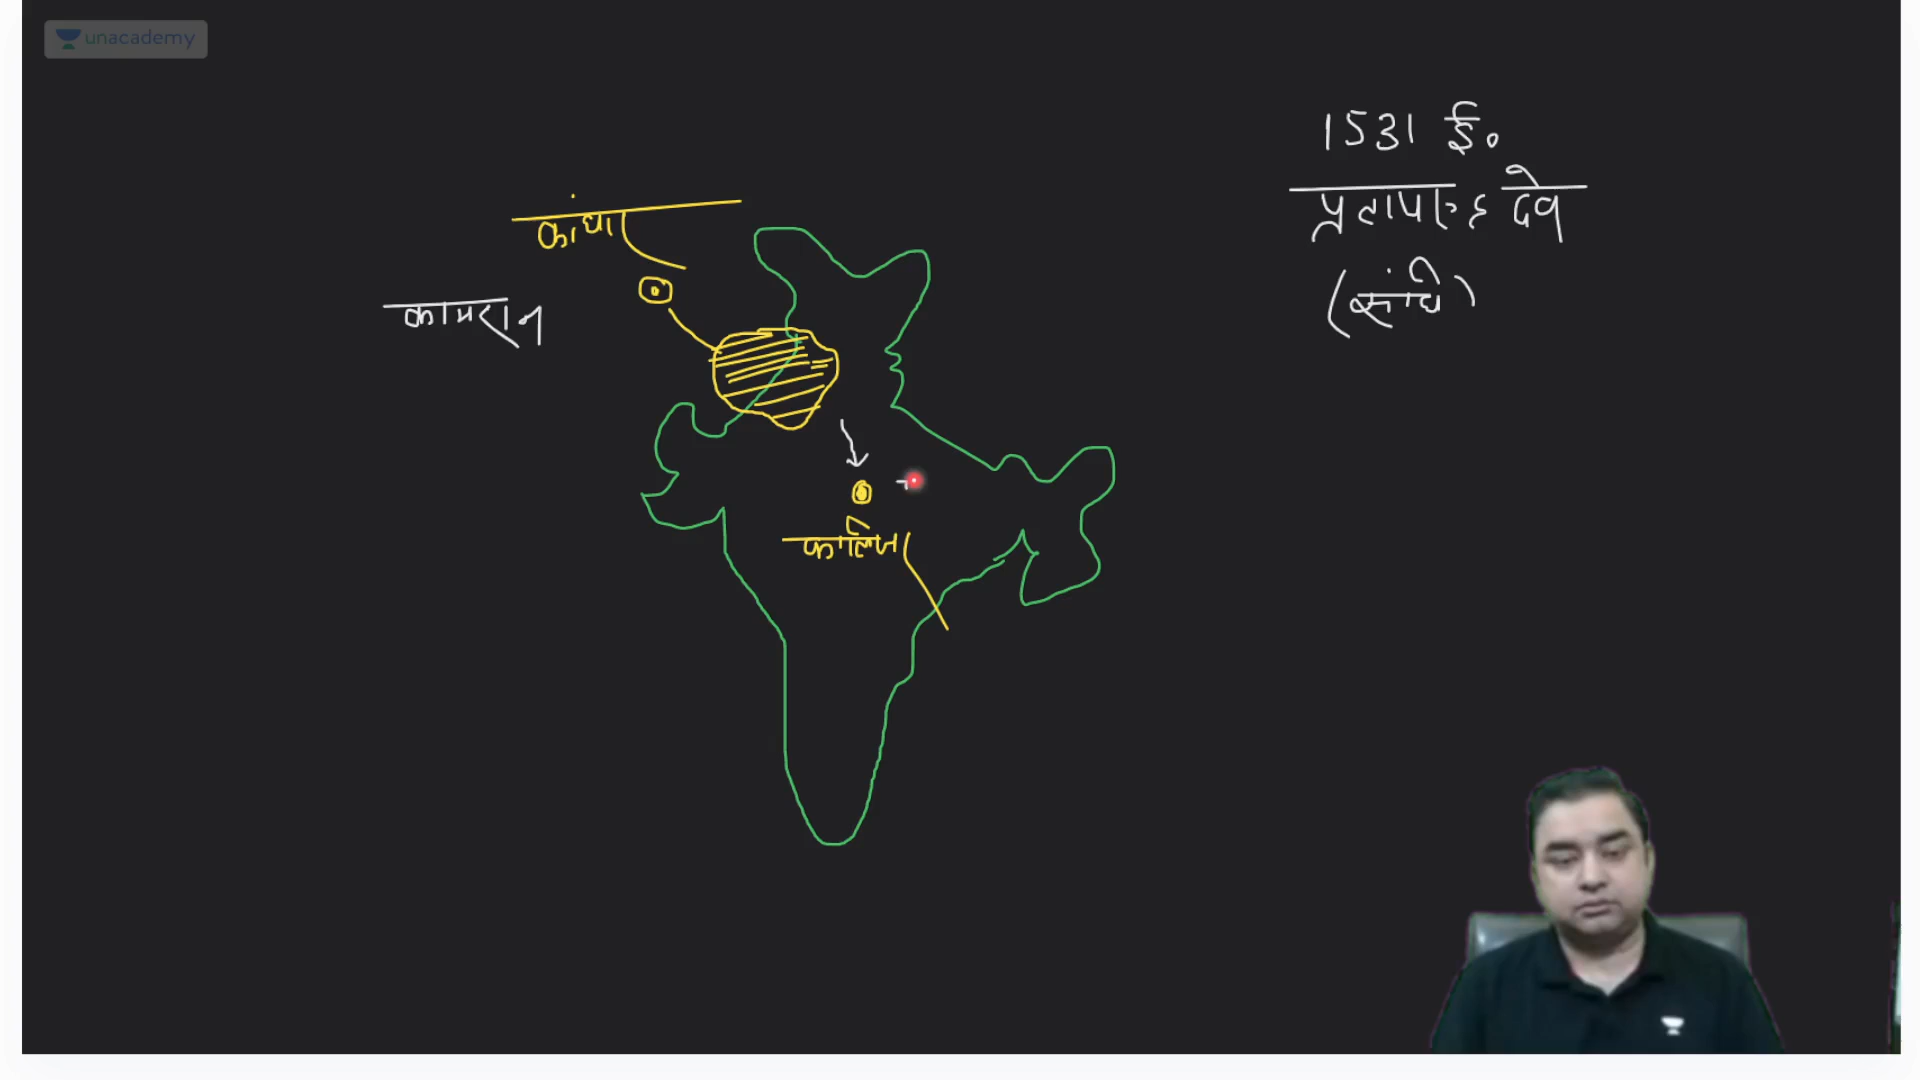 unacademy
1531 ई०
प्रतापरुद्र देव
(संधि)
कांधार
कामरान
कालिंजर